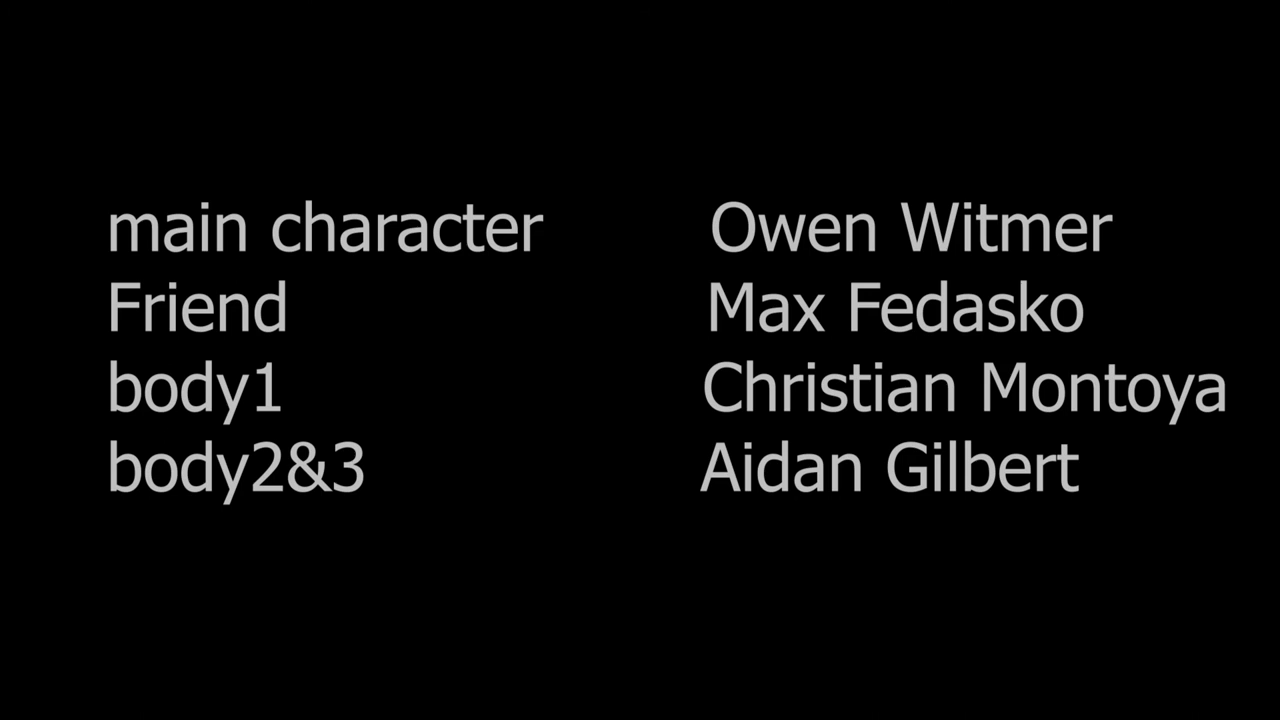 main character Owen Witmer
Friend Max Fedasko
body1 Christian Montoya
body2&3 Aidan Gilbert